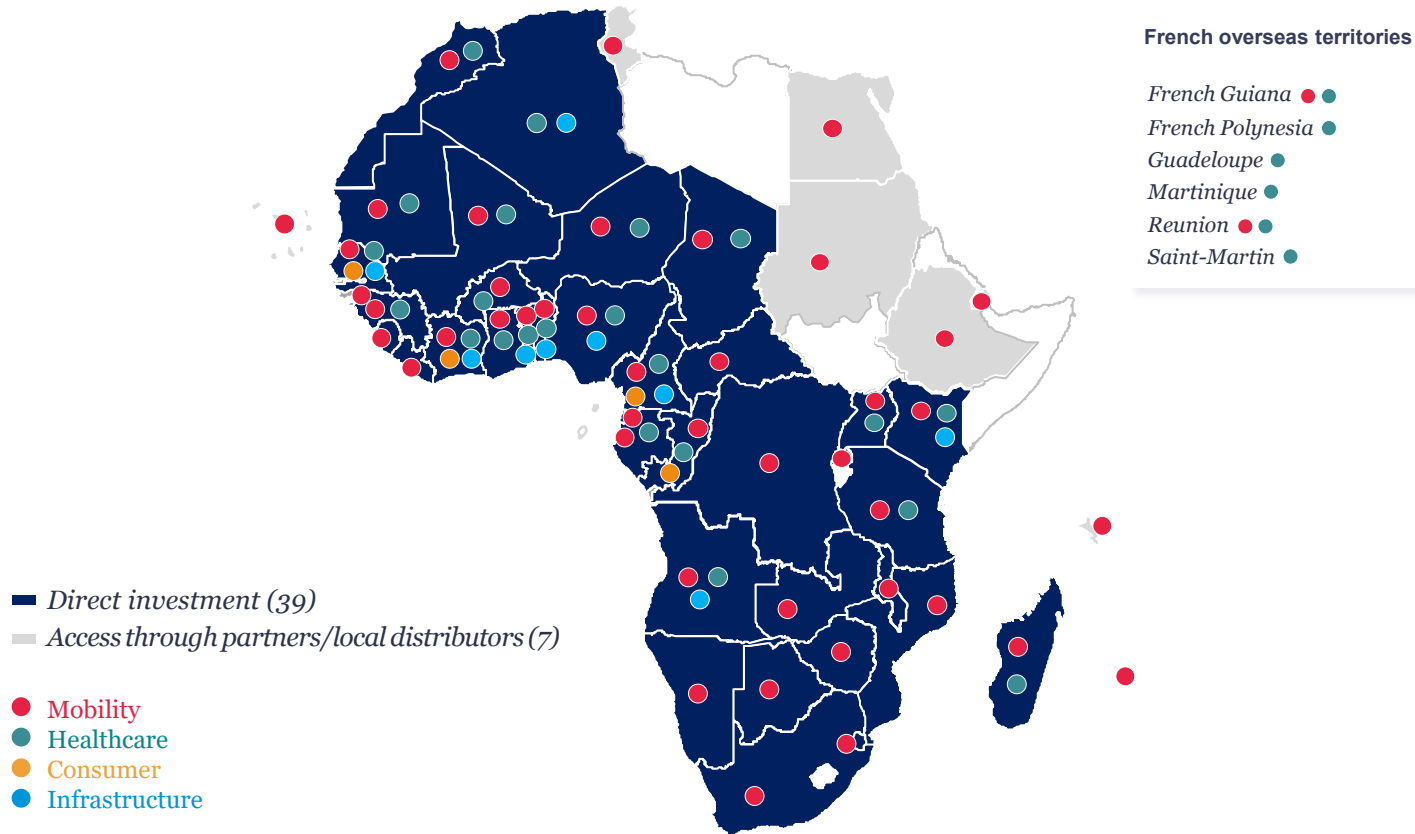 French overseas territories
French Guiana
French Polynesia
Guadeloupe
Martinique
Reunion
Saint-Martin
Direct investment (39)
Access through partners/local distributors (7)
Mobility
Healthcare
Consumer
Infrastructure